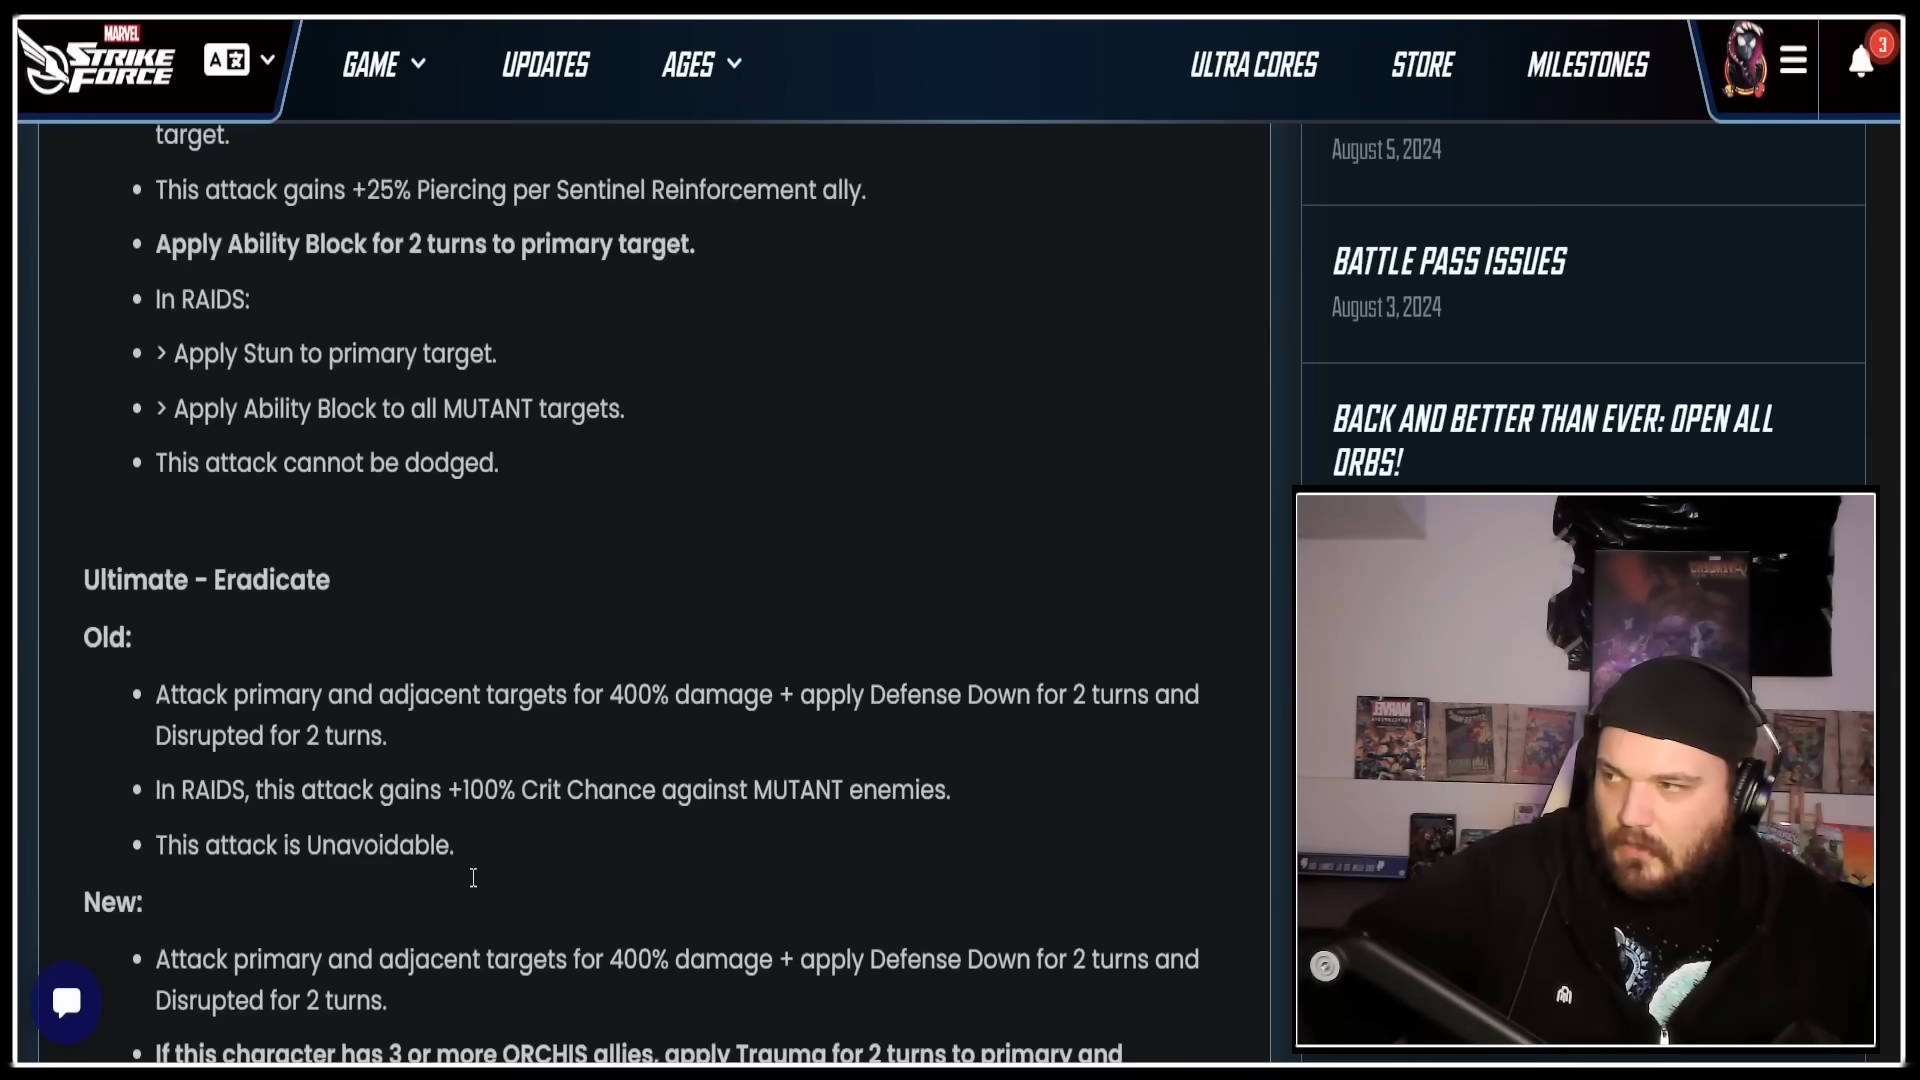 MARVEL
STRIKE
FORCE
GAME
UPDATES
AGES
ULTRA CORES
STORE
MILESTONES
3
target.
• This attack gains +25% Piercing per Sentinel Reinforcement ally.
• Apply Ability Block for 2 turns to primary target.
• In RAIDS:
• > Apply Stun to primary target.
• > Apply Ability Block to all MUTANT targets.
• This attack cannot be dodged.
Ultimate - Eradicate
Old:
• Attack primary and adjacent targets for 400% damage + apply Defense Down for 2 turns and
Disrupted for 2 turns.
• In RAIDS, this attack gains +100% Crit Chance against MUTANT enemies.
• This attack is Unavoidable.
New:
• Attack primary and adjacent targets for 400% damage + apply Defense Down for 2 turns and
Disrupted for 2 turns.
• If this character has 3 or more ORCHIS allies, apply Trauma for 2 turns to primary and
August 5, 2024
BATTLE PASS ISSUES
August 3, 2024
BACK AND BETTER THAN EVER: OPEN ALL
ORBS!
MARVEL